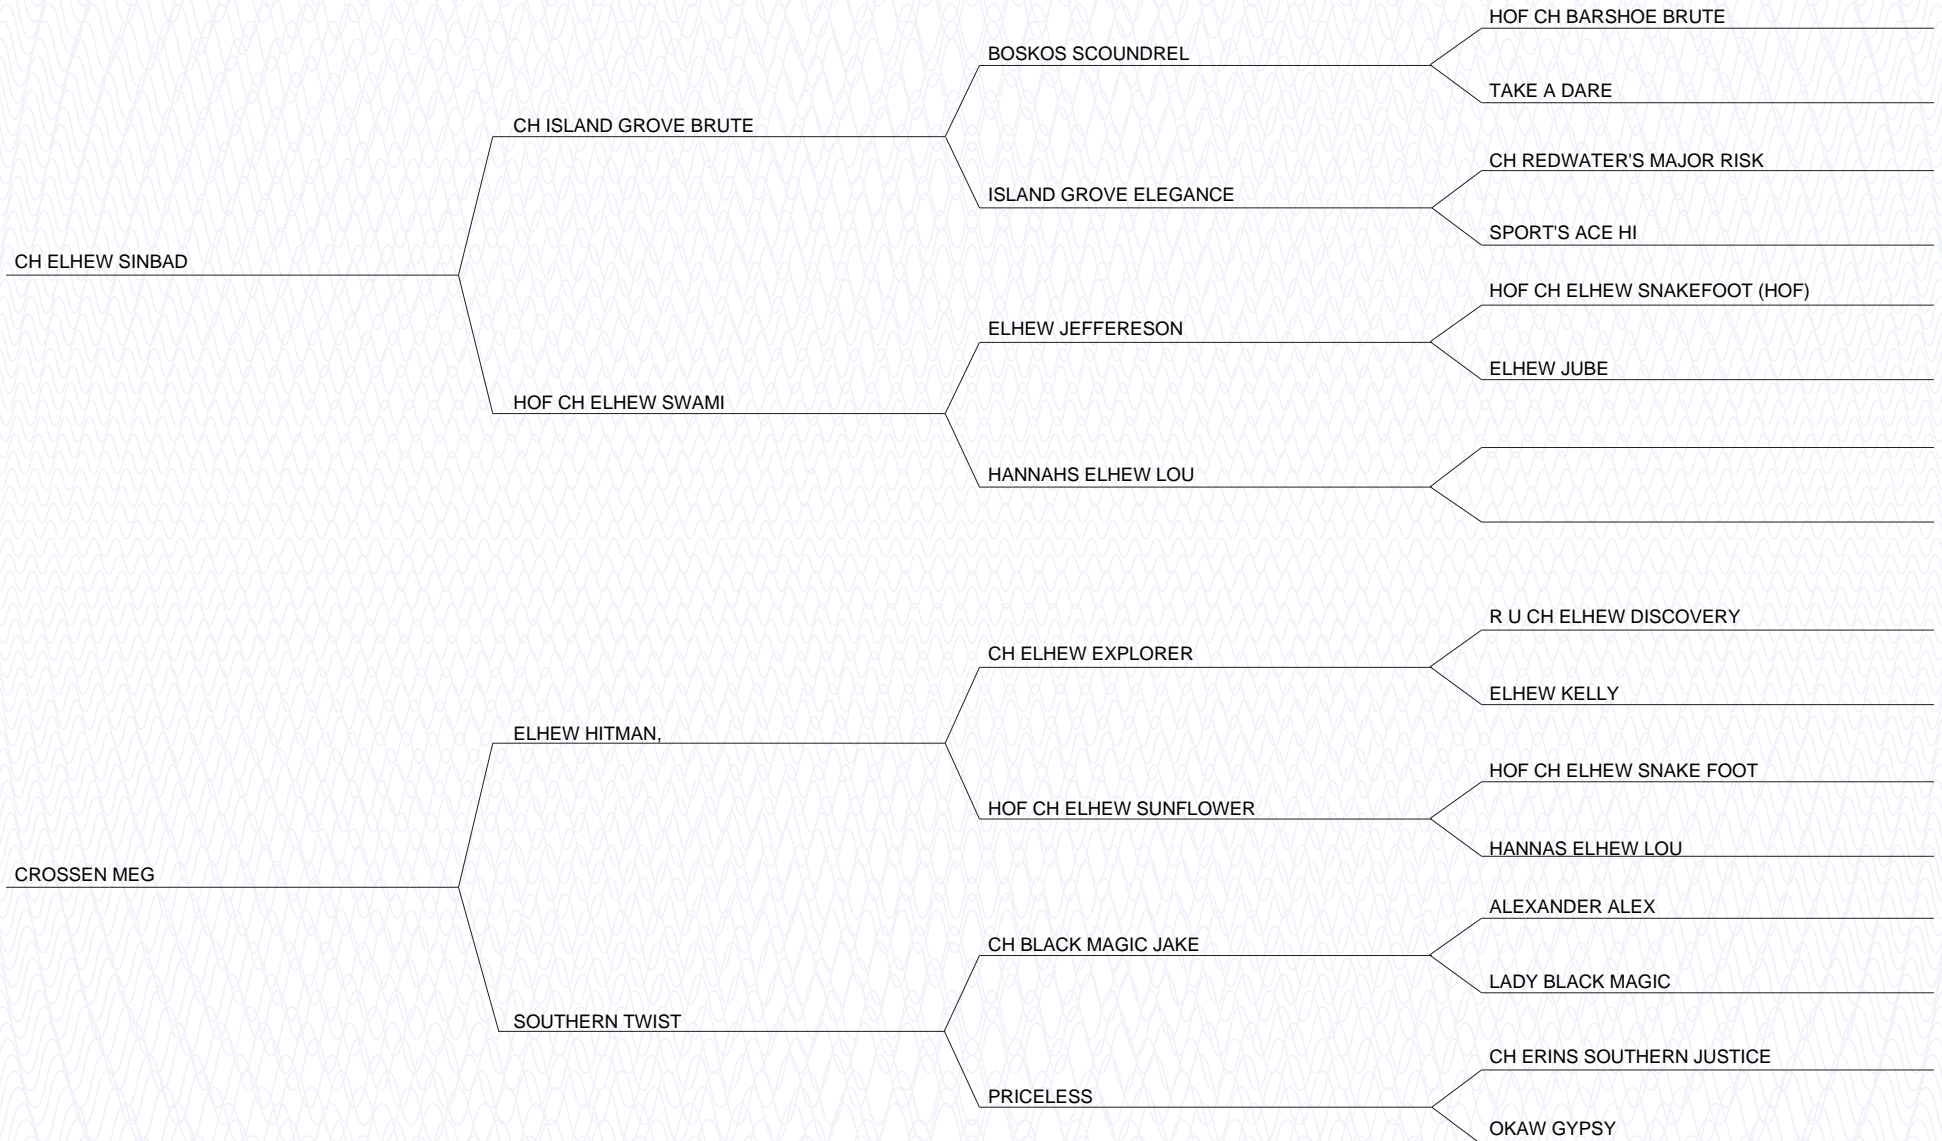 HOF CH BARSHOE BRUTE
BOSKOS SCOUNDREL
TAKE A DARE
CH ISLAND GROVE BRUTE
CH REDWATER'S MAJOR RISK
ISLAND GROVE ELEGANCE
SPORT'S ACE HI
CH ELHEW SINBAD
HOF CH ELHEW SNAKEFOOT (HOF)
ELHEW JEFFERESON
ELHEW JUBE
HOF CH ELHEW SWAMI
HANNAHS ELHEW LOU
R U CH ELHEW DISCOVERY
CH ELHEW EXPLORER
ELHEW KELLY
ELHEW HITMAN,
HOF CH ELHEW SNAKE FOOT
HOF CH ELHEW SUNFLOWER
HANNAS ELHEW LOU
CROSSEN MEG
ALEXANDER ALEX
CH BLACK MAGIC JAKE
LADY BLACK MAGIC
SOUTHERN TWIST
CH ERINS SOUTHERN JUSTICE
PRICELESS
OKAW GYPSY